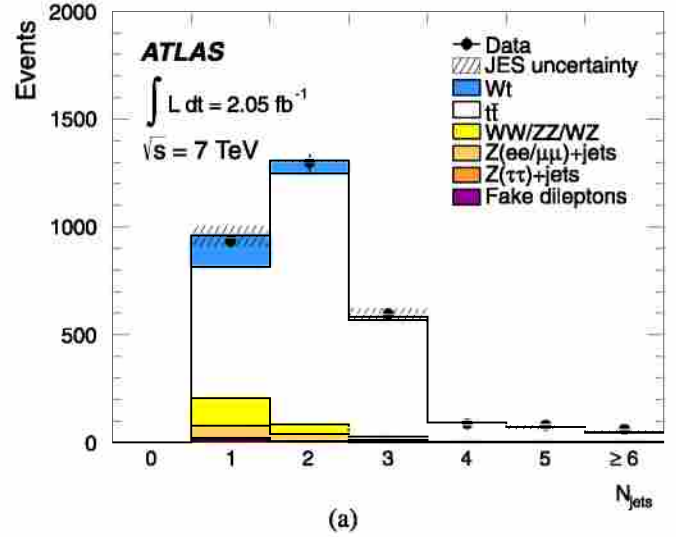 2000
1500
1000
500
0
Events
ATLAS
∫ L dt = 2.05 fb⁻¹
√s = 7 TeV
Data
JES uncertainty
Wt
tt̄
WW/ZZ/WZ
Z(ee/μμ)+jets
Z(ττ)+jets
Fake dileptons
0 1 2 3 4 5 ≥ 6
N_jets
(a)